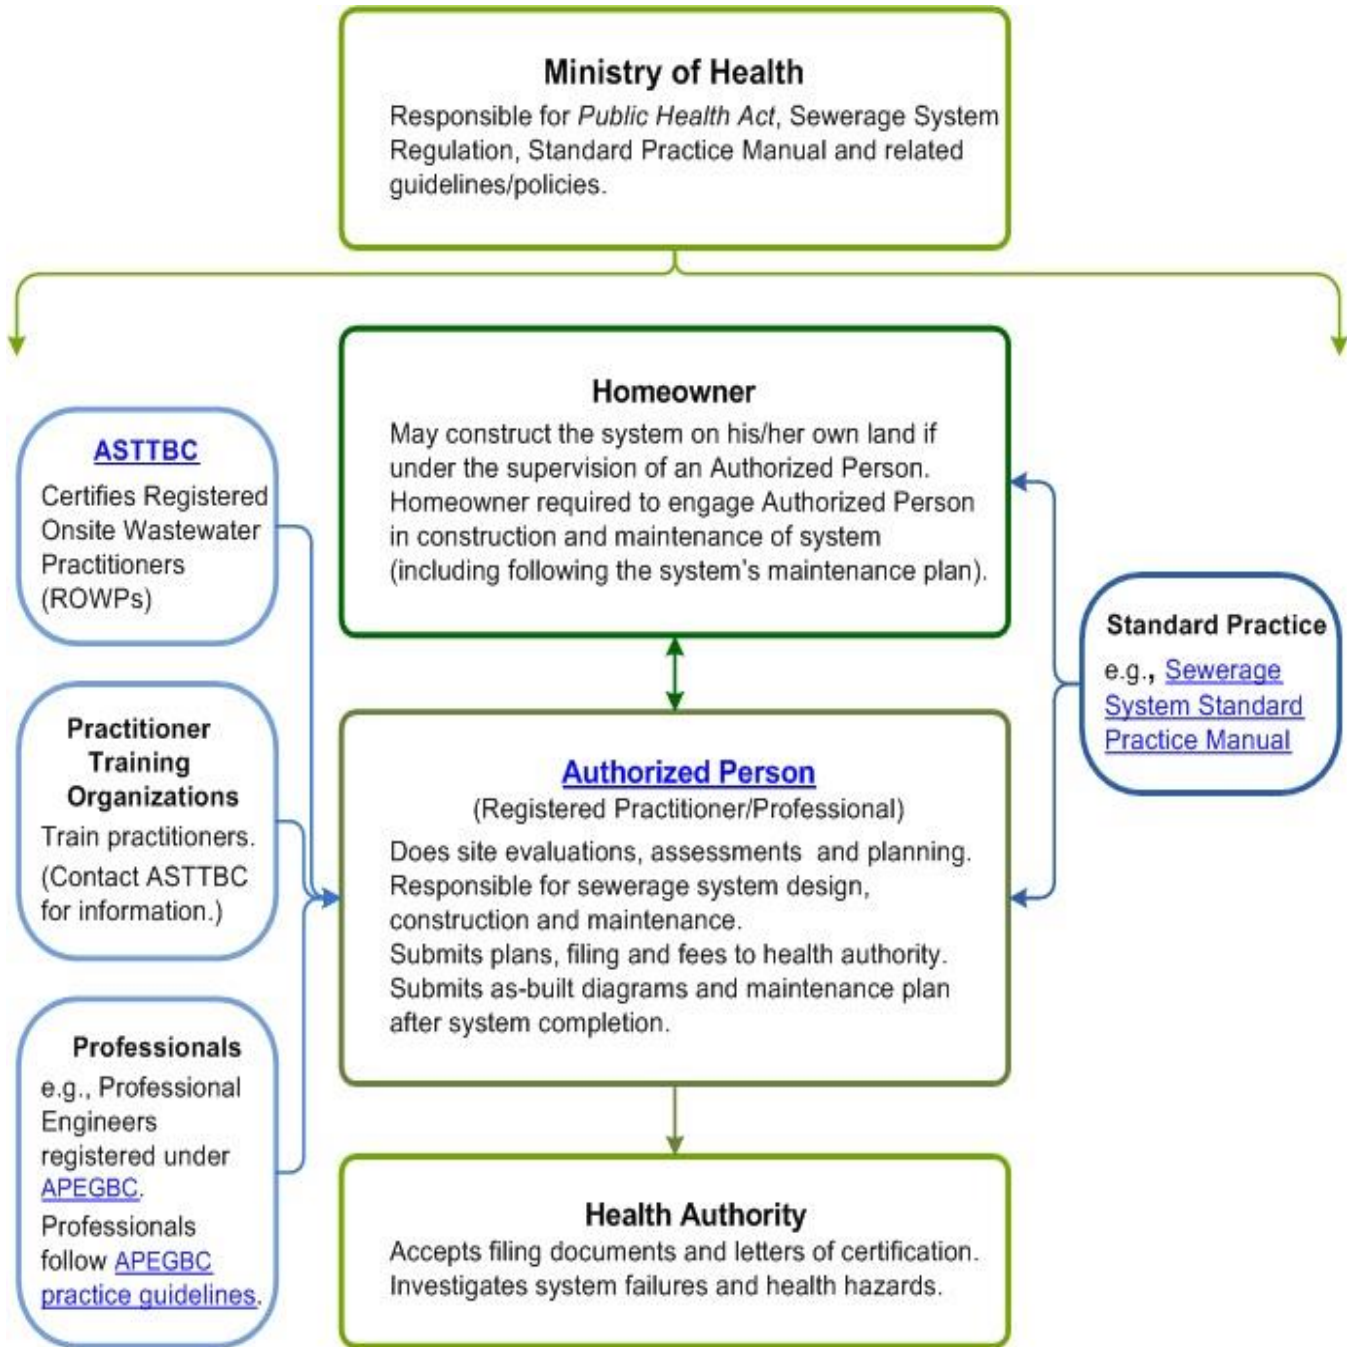 Ministry of Health
Responsible for Public Health Act, Sewerage System
Regulation, Standard Practice Manual and related
guidelines/policies.
Homeowner
May construct the system on his/her own land if
under the supervision of an Authorized Person.
Homeowner required to engage Authorized Person
in construction and maintenance of system
(including following the system's maintenance plan).
ASTTBC
Certifies Registered
Onsite Wastewater
Practitioners
(ROWPs)
Practitioner
Training
Organizations
Train practitioners.
(Contact ASTTBC
for information.)
Professionals
e.g., Professional
Engineers
registered under
APEGBC.
Professionals
follow APEGBC
practice guidelines.
Standard Practice
e.g., Sewerage
System Standard
Practice Manual
Authorized Person
(Registered Practitioner/Professional)
Does site evaluations, assessments and planning.
Responsible for sewerage system design,
construction and maintenance.
Submits plans, filing and fees to health authority.
Submits as-built diagrams and maintenance plan
after system completion.
Health Authority
Accepts filing documents and letters of certification.
Investigates system failures and health hazards.